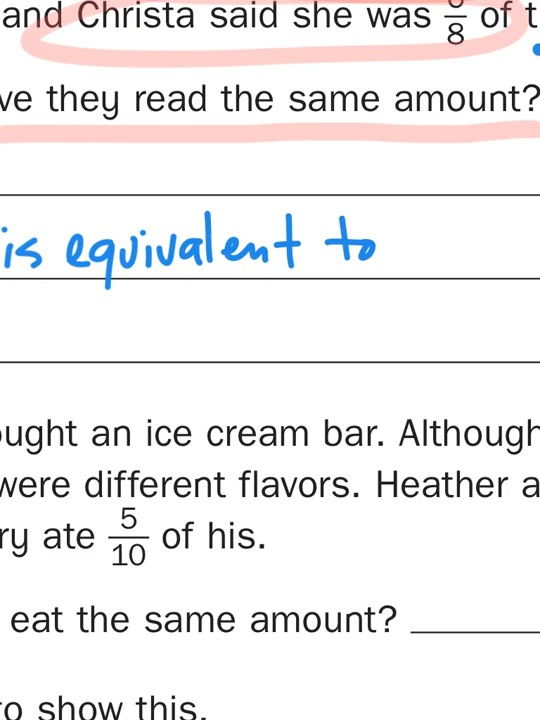 and Christa said she was /8 of t
ve they read the same amount?
is equivalent to
ought an ice cream bar. Although
were different flavors. Heather a
ry ate 5/10 of his.
eat the same amount?
to show this.